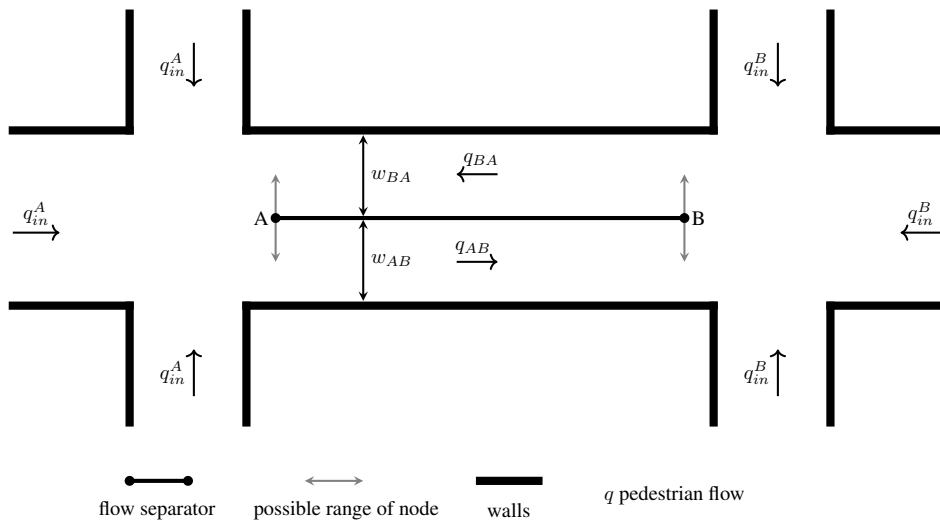 q_{in}^{A}
q_{in}^{B}
q_{BA}
w_{BA}
q_{in}^{A}
A
B
q_{in}^{B}
q_{AB}
w_{AB}
q_{in}^{A}
q_{in}^{B}
flow separator
possible range of node
walls
q pedestrian flow